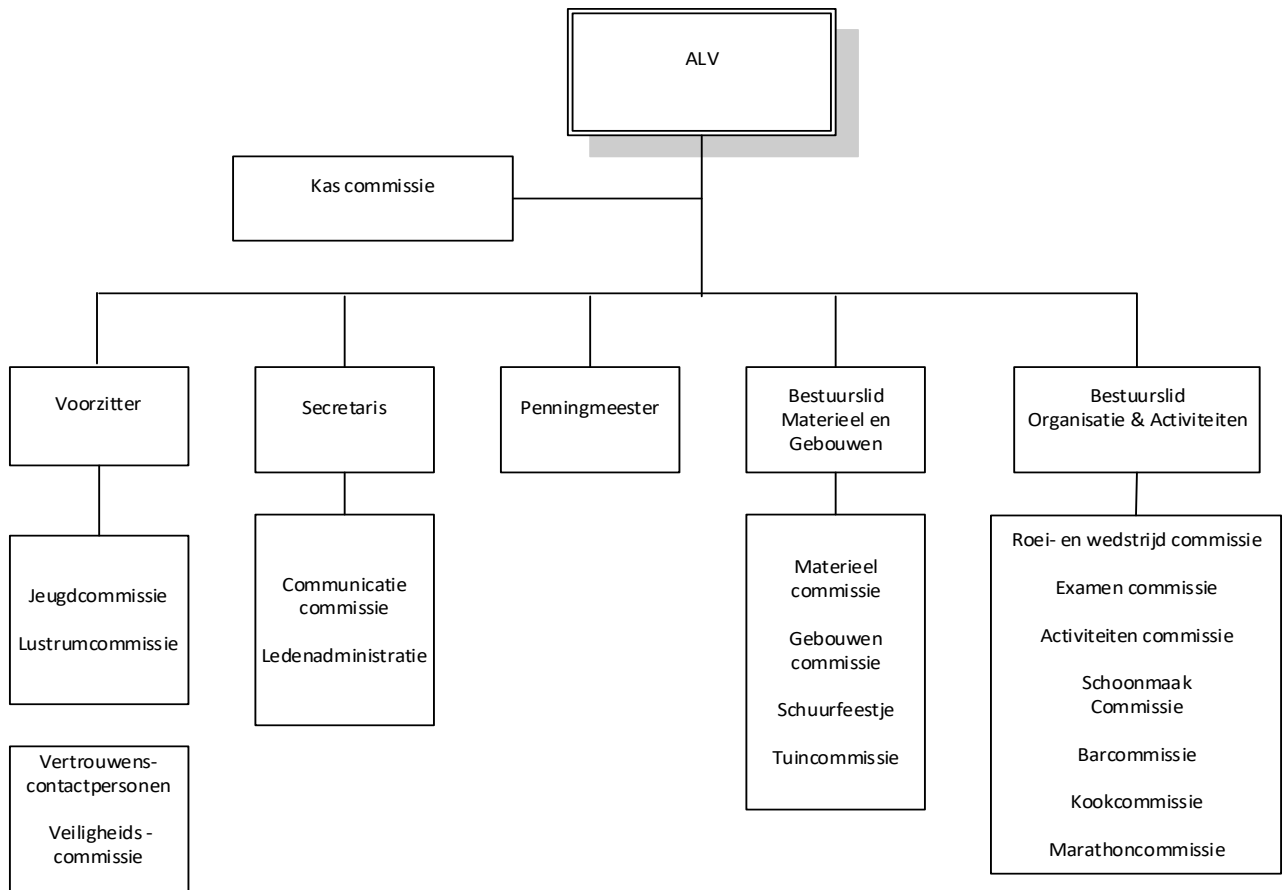 ALV
Kas commissie
Voorzitter
Secretaris
Penningmeester
Bestuurslid
Materieel en
Gebouwen
Bestuurslid
Organisatie & Activiteiten
Jeugdcommissie
Lustrumcommissie
Vertrouwens-
contactpersonen
Veiligheids -
commissie
Communicatie
commissie
Ledenadministratie
Materieel
commissie
Gebouwen
commissie
Schuurfeestje
Tuincommissie
Roei- en wedstrijd commissie
Examen commissie
Activiteiten commissie
Schoonmaak
Commissie
Barcommissie
Kookcommissie
Marathoncommissie